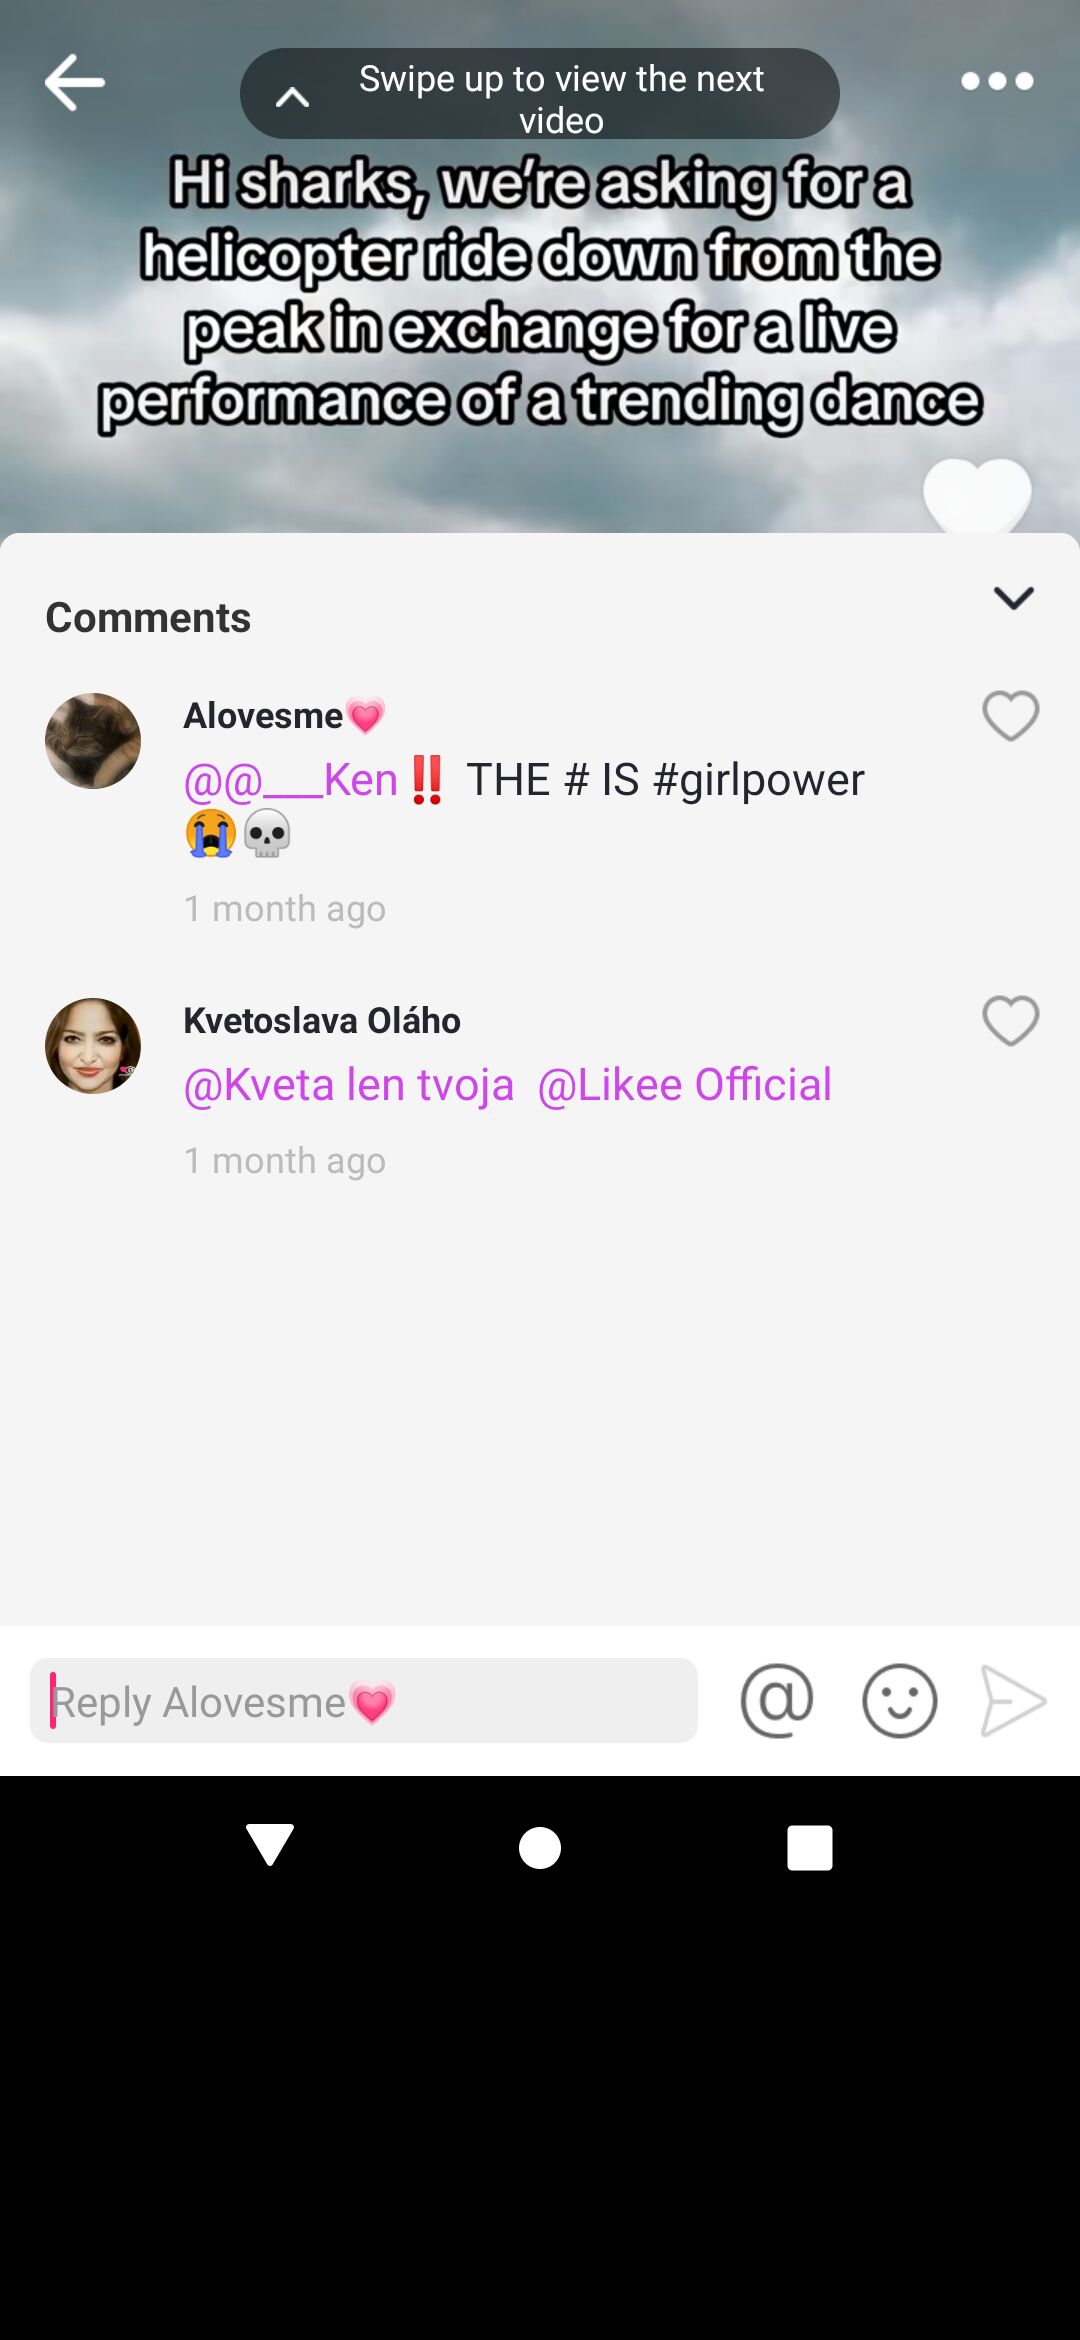 Swipe up to view the next
video
Hi sharks, we're asking for a
helicopter ride down from the
peak in exchange for a live
performance of a trending dance
Comments
Alovesme💗
@@___Ken‼️ THE # IS #girlpower
😭💀
1 month ago
Kvetoslava Oláho
@Kveta len tvoja @Likee Official
1 month ago
Reply Alovesme💗